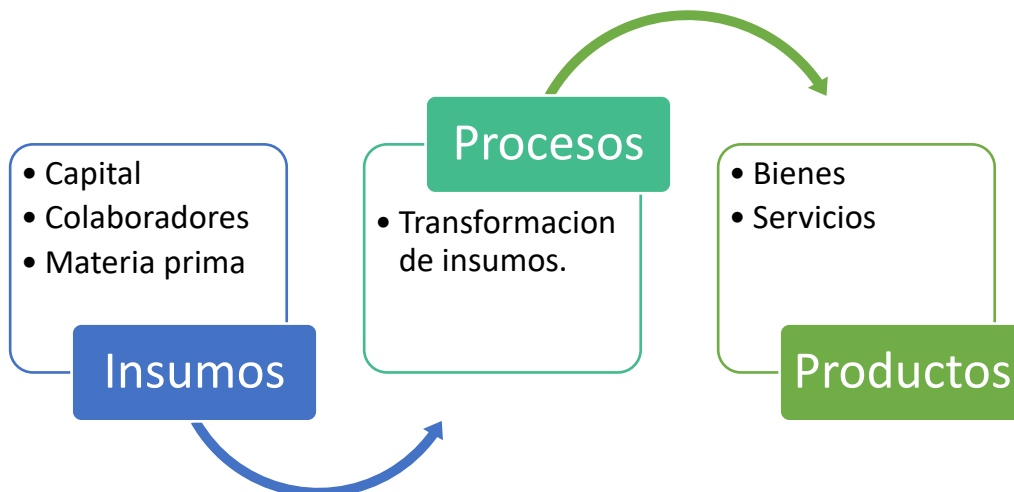 • Capital
• Colaboradores
• Materia prima
Insumos
Procesos
• Transformacion
de insumos.
• Bienes
• Servicios
Productos